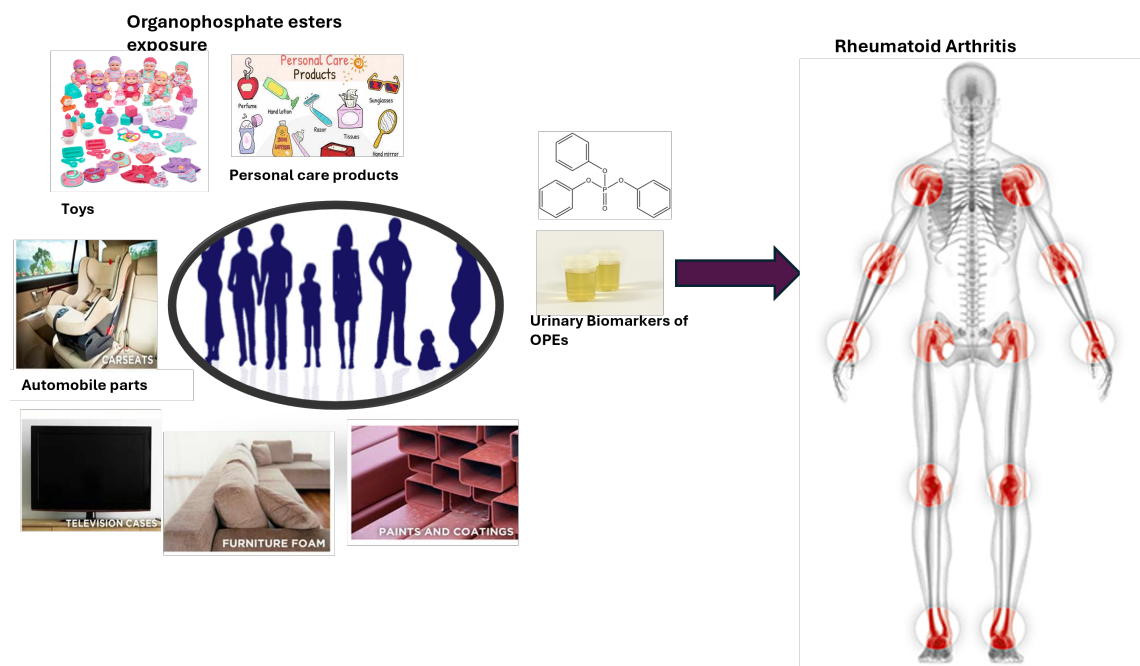 Organophosphate esters
exposure
Rheumatoid Arthritis
Personal Care
Products
Perfume
Hand lotion
Razor
Tissues
Sunglasses
Hand mirror
Personal care products
Toys
CARSEATS
Automobile parts
O
O
P
O
O
Urinary Biomarkers of
OPEs
TELEVISION CASES
FURNITURE FOAM
PAINTS AND COATINGS